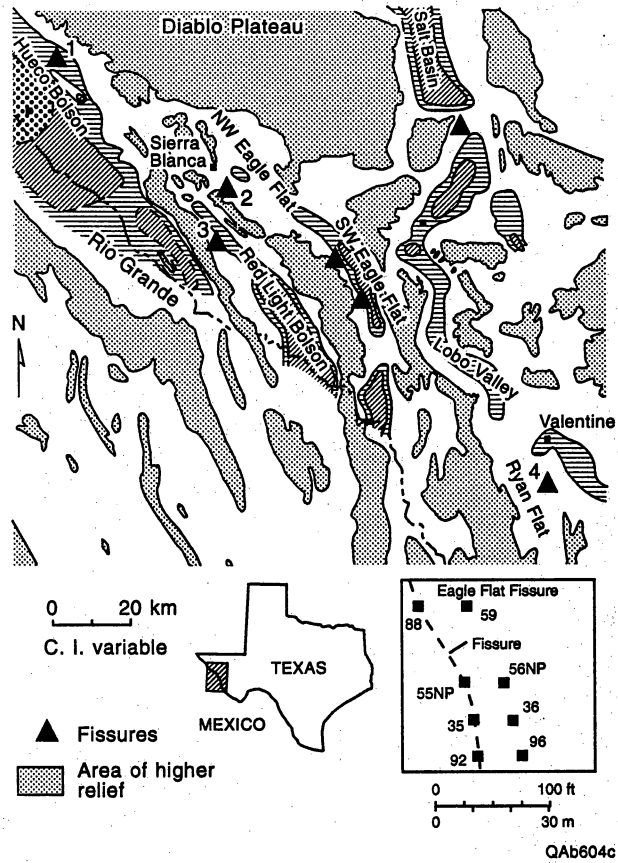 Diablo Plateau
Salt Basin
1
Hueco Bolson
Sierra
Blanca
NW Eagle Flat
2
3
SW Eagle Flat
Rio Grande
Red Light Bolson
N
Lobo Valley
Valentine
4
Ryan Flat
0 20 km
C. I. variable
TEXAS
MEXICO
Fissures
Area of higher
relief
Eagle Flat Fissure
88
59
Fissure
55NP
56NP
35
36
92
96
0 100 ft
0 30 m
QAb604c